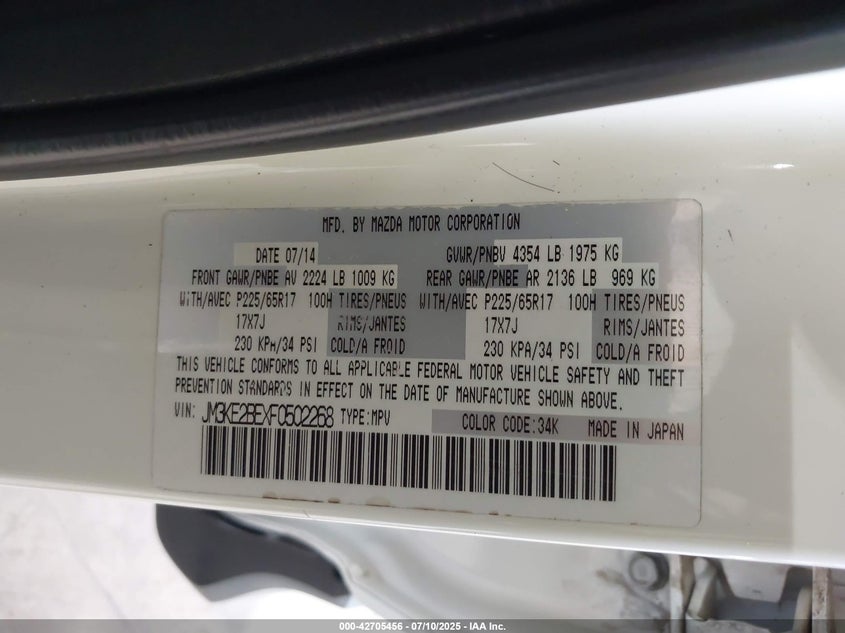 MFD. BY MAZDA MOTOR CORPORATION
DATE 07/14 GVWR/PNBV 4354 LB 1975 KG
FRONT GAWR/PNBE AV 2224 LB 1009 KG REAR GAWR/PNBE AR 2136 LB 969 KG
WITH/AVEC P225/65R17 100H TIRES/PNEUS WITH/AVEC P225/65R17 100H TIRES/PNEUS
17X7J RIMS/JANTES 17X7J RIMS/JANTES
230 KPA/34 PSI COLD/A FROID 230 KPA/34 PSI COLD/A FROID
THIS VEHICLE CONFORMS TO ALL APPLICABLE FEDERAL MOTOR VEHICLE SAFETY AND THEFT
PREVENTION STANDARDS IN EFFECT ON THE DATE OF MANUFACTURE SHOWN ABOVE.
VIN: JM3KE2BEXF0502268 TYPE:MPV COLOR CODE:34K MADE IN JAPAN
000-42705456 - 07/10/2025 - IAA Inc.